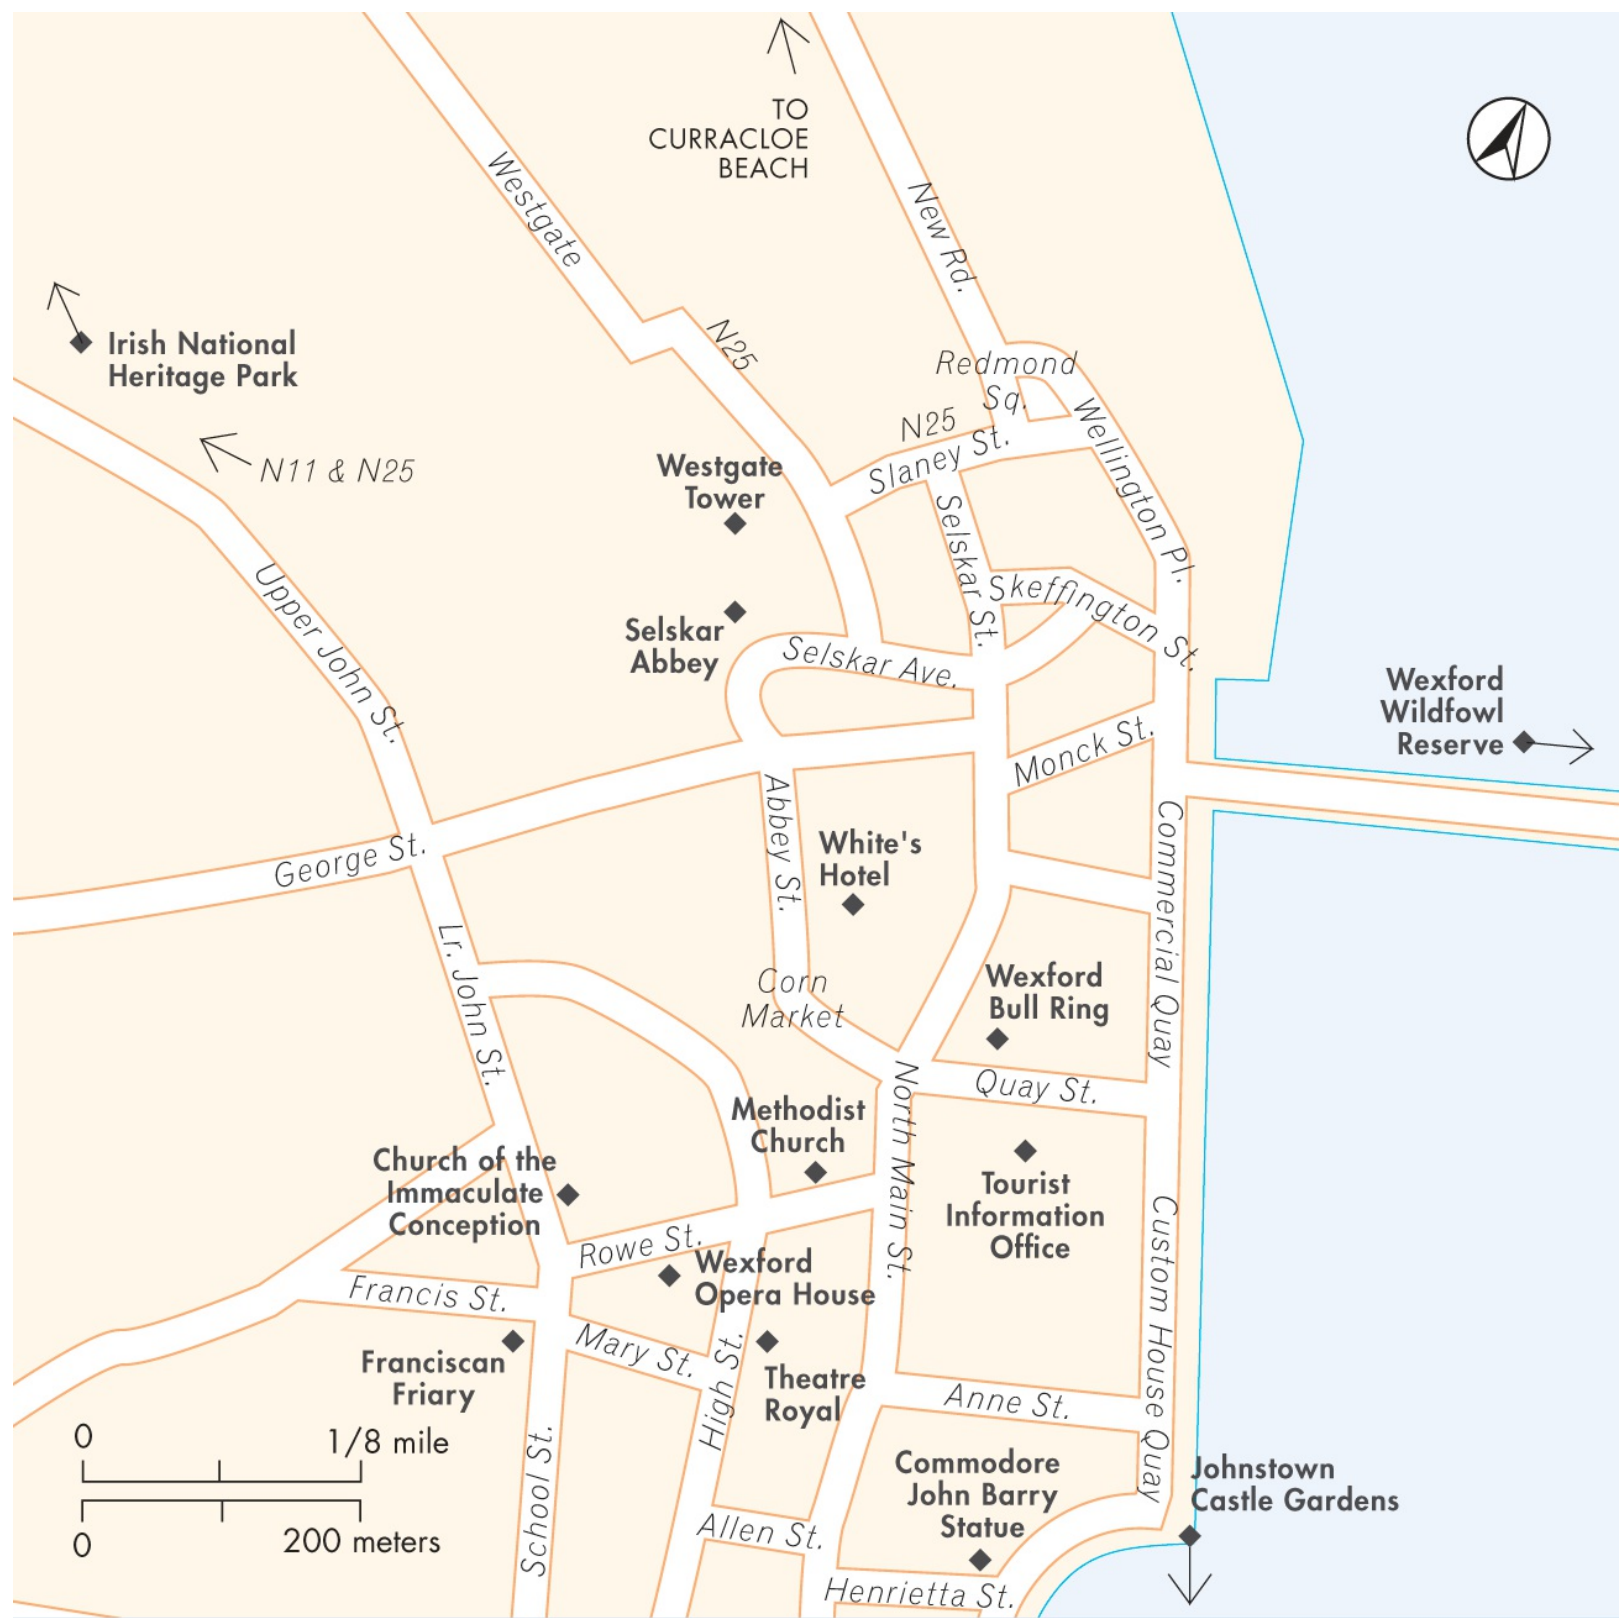 TO
CURRACLOE
BEACH
Westgate
New Rd.
N25
Irish National
Heritage Park
Redmond
Sq.
N25
Slaney St.
Wellington Pl.
N11 & N25
Westgate
Tower
Selskar St.
Skeffington St.
Upper John St.
Selskar
Abbey
Selskar Ave.
Wexford
Wildfowl
Reserve
Monck St.
Abbey St.
White's
Hotel
Commercial Quay
George St.
Lr. John St.
Corn
Market
Wexford
Bull Ring
Quay St.
North Main St.
Methodist
Church
Church of the
Immaculate
Conception
Tourist
Information
Office
Custom House Quay
Rowe St.
Wexford
Opera House
Francis St.
Mary St.
High St.
Franciscan
Friary
Theatre
Royal
Anne St.
0
1/8 mile
School St.
Commodore
John Barry
Statue
Johnstown
Castle Gardens
0
200 meters
Allen St.
Henrietta St.